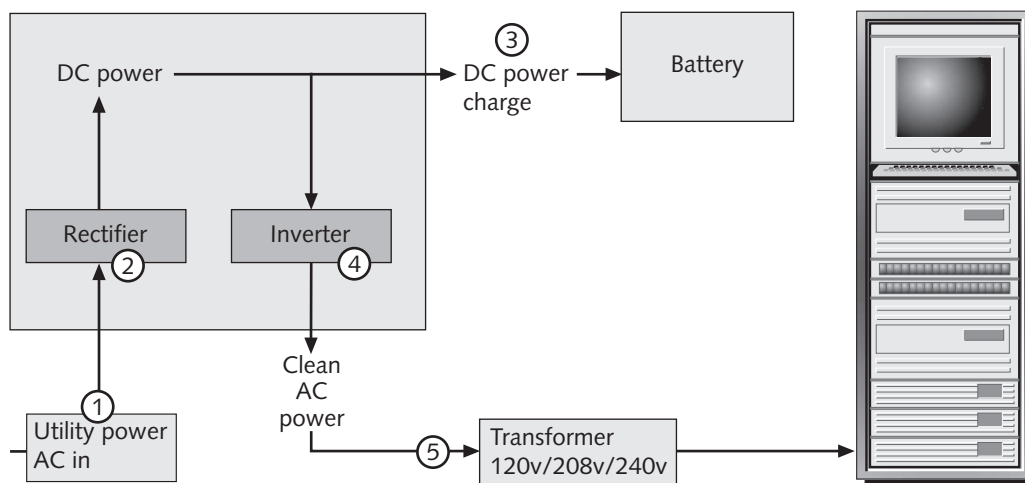 DC power
3
DC power
charge
Battery
Rectifier
2
Inverter
4
1
Utility power
AC in
Clean
AC
power
5
Transformer
120v/208v/240v